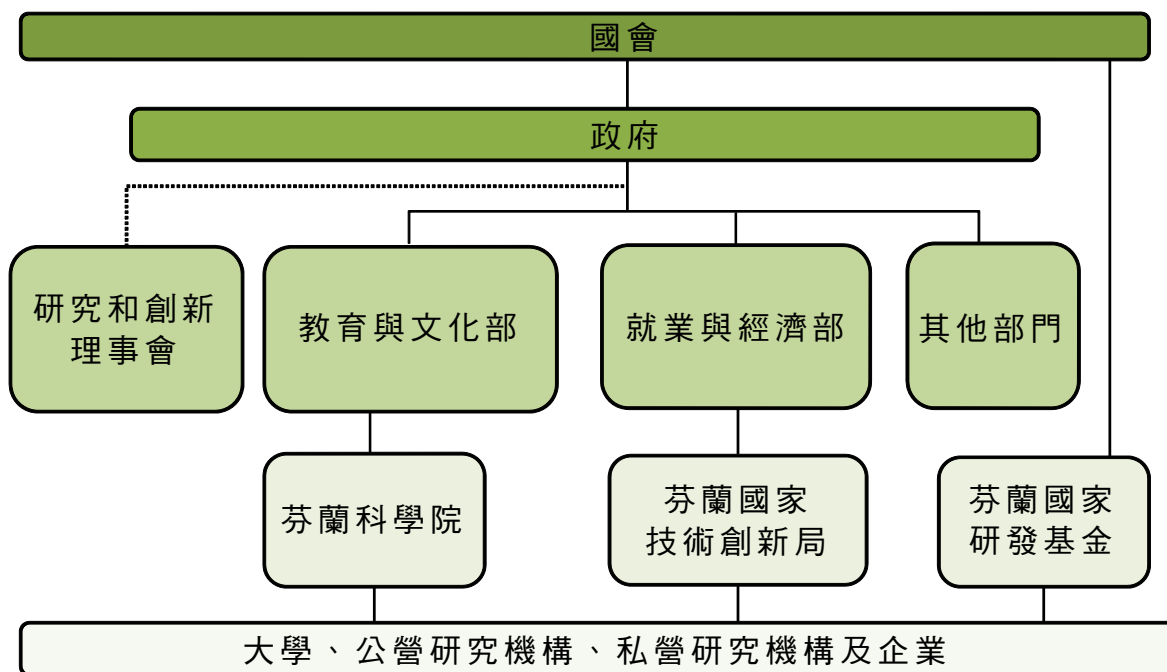 國會
政府
研究和創新
理事會
教育與文化部
就業與經濟部
其他部門
芬蘭科學院
芬蘭國家
技術創新局
芬蘭國家
研發基金
大學、公營研究機構、私營研究機構及企業